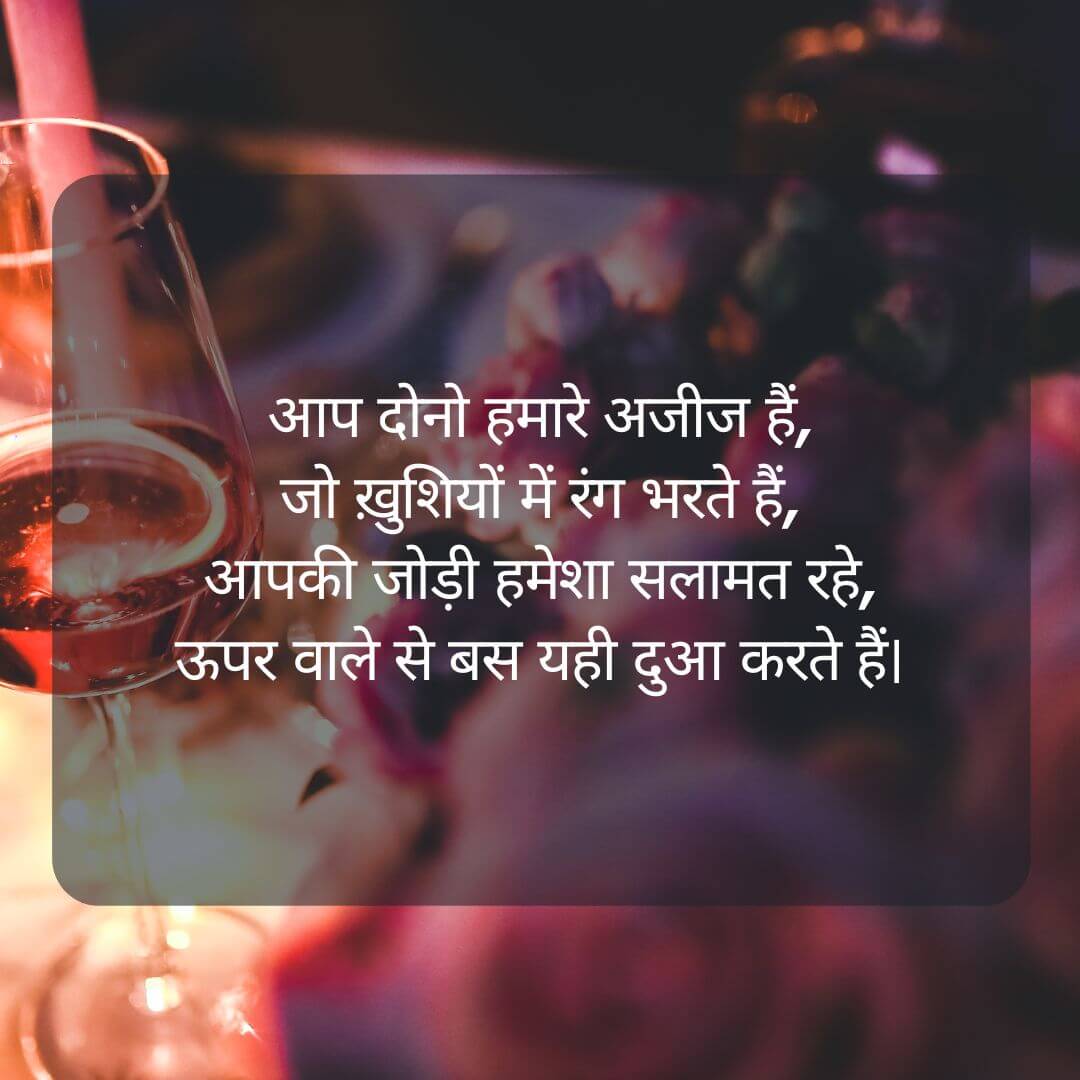 आप दोनो हमारे अजीज हैं,
जो ख़ुशियों में रंग भरते हैं,
आपकी जोड़ी हमेशा सलामत रहे,
ऊपर वाले से बस यही दुआ करते हैं।